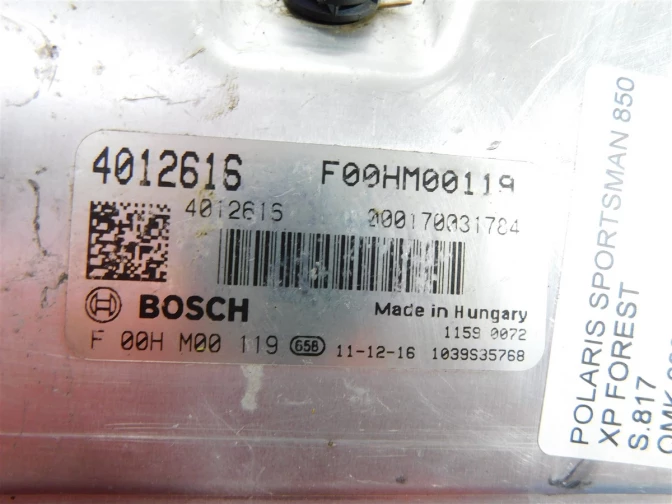 4012616 F00HM00119
4012616 000170031784
BOSCH Made in Hungary
1159 0072
F 00H M00 119 658 11-12-16 1039S35768
POLARIS SPORTSMAN 850
XP FOREST
S.817